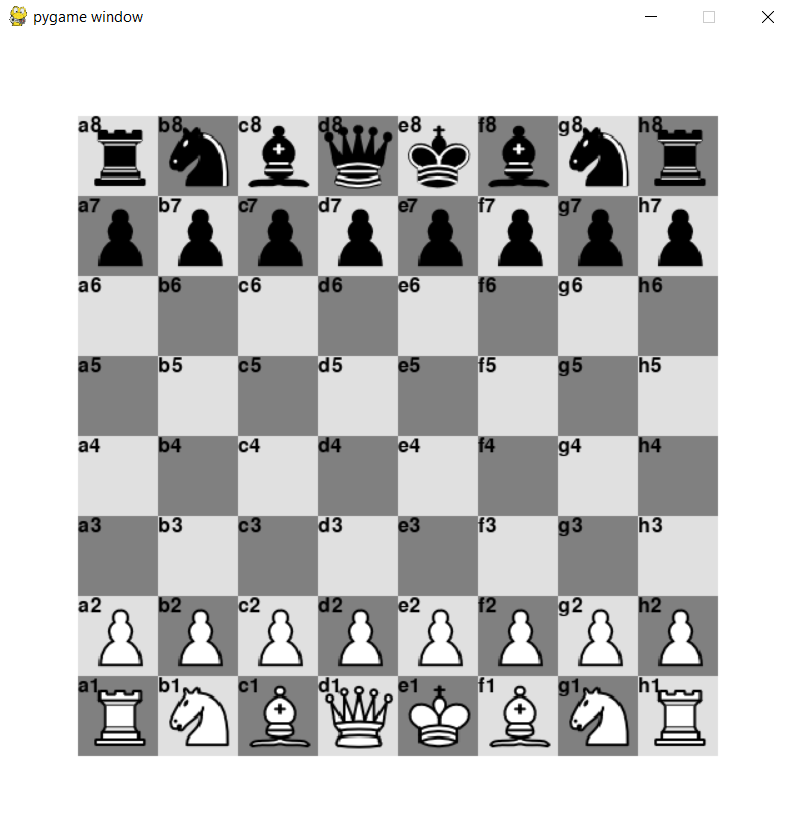 pygame window
a8 b8 c8 d8 e8 f8 g8 h8
a7 b7 c7 d7 e7 f7 g7 h7
a6 b6 c6 d6 e6 f6 g6 h6
a5 b5 c5 d5 e5 f5 g5 h5
a4 b4 c4 d4 e4 f4 g4 h4
a3 b3 c3 d3 e3 f3 g3 h3
a2 b2 c2 d2 e2 f2 g2 h2
a1 b1 c1 d1 e1 f1 g1 h1